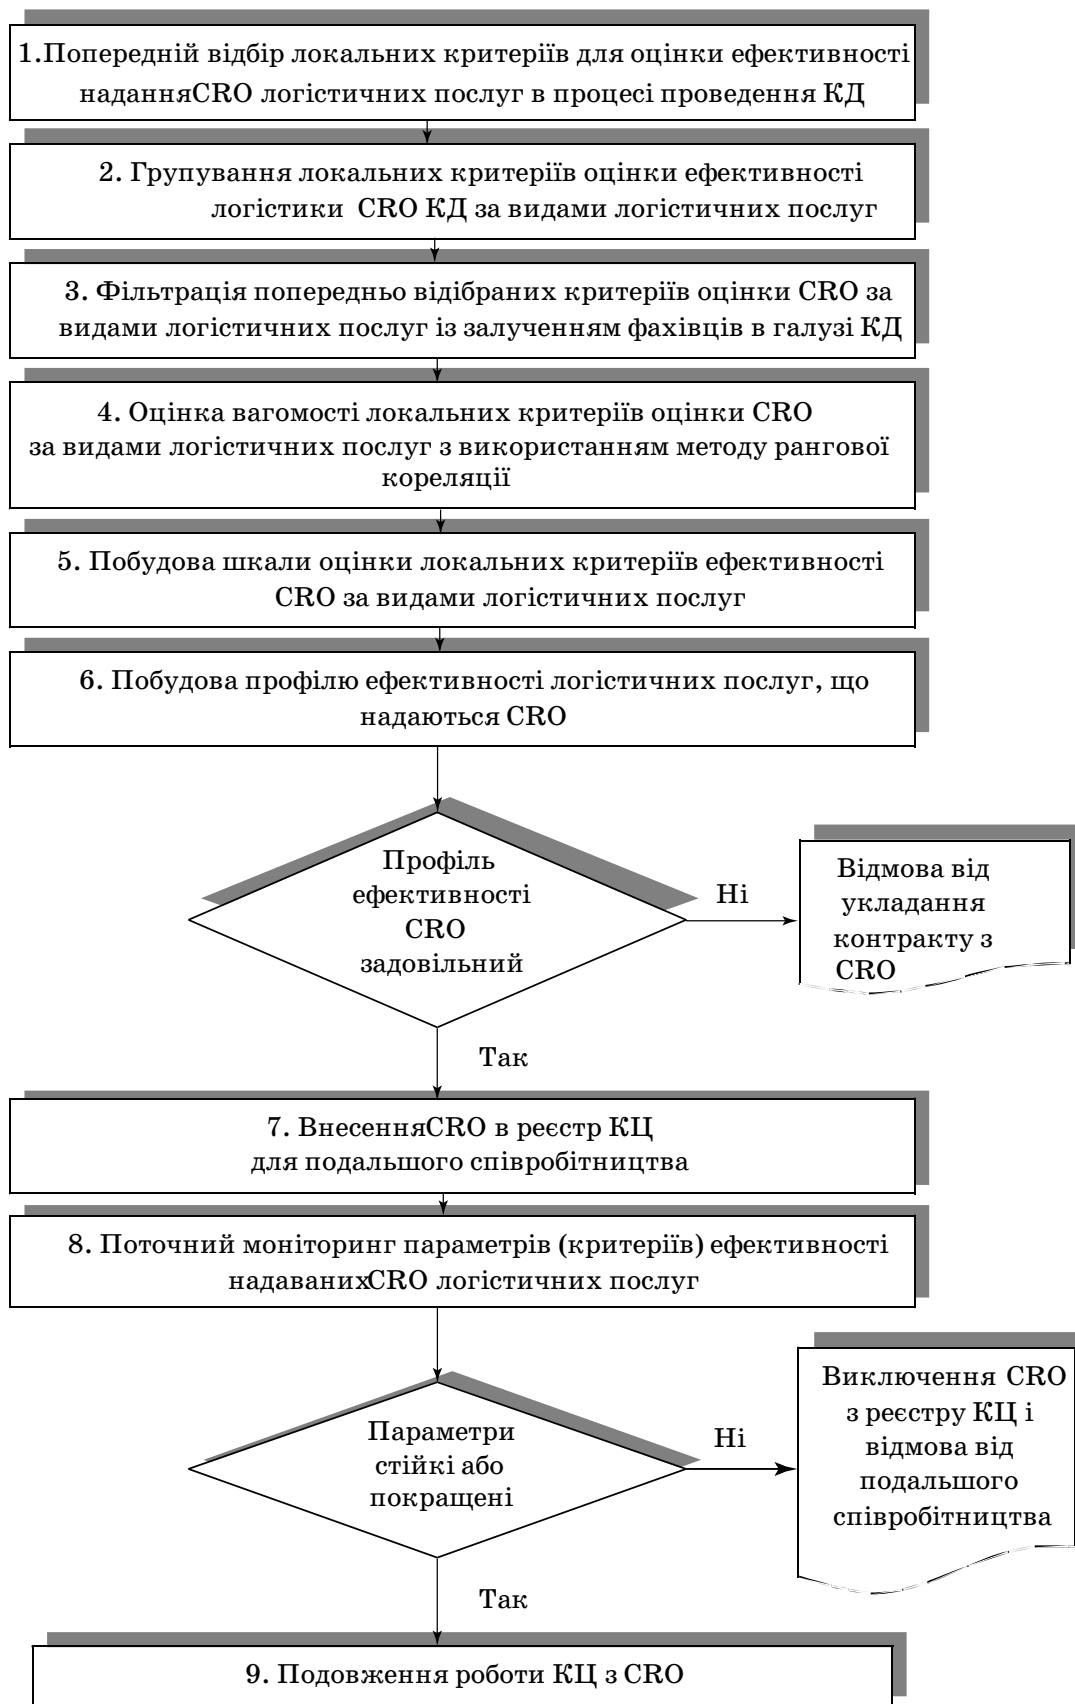 1.Попередній відбір локальних критеріїв для оцінки ефективності
наданняCRO логістичних послуг в процесі проведення КД
2. Групування локальних критеріїв оцінки ефективності
логістики CRO КД за видами логістичних послуг
3. Фільтрація попередньо відібраних критеріїв оцінки CRO за
видами логістичних послуг із залученням фахівців в галузі КД
4. Оцінка вагомості локальних критеріїв оцінки CRO
за видами логістичних послуг з використанням методу рангової
кореляції
5. Побудова шкали оцінки локальних критеріїв ефективності
CRO за видами логістичних послуг
6. Побудова профілю ефективності логістичних послуг, що
надаються CRO
Профіль
ефективності
CRO
задовільний
Ні
Відмова від
укладання
контракту з
CRO
Так
7. ВнесенняCRO в реєстр КЦ
для подальшого співробітництва
8. Поточний моніторинг параметрів (критеріїв) ефективності
надаванихCRO логістичних послуг
Параметри
стійкі або
покращені
Ні
Виключення CRO
з реєстру КЦ і
відмова від
подальшого
співробітництва
Так
9. Подовження роботи КЦ з CRO